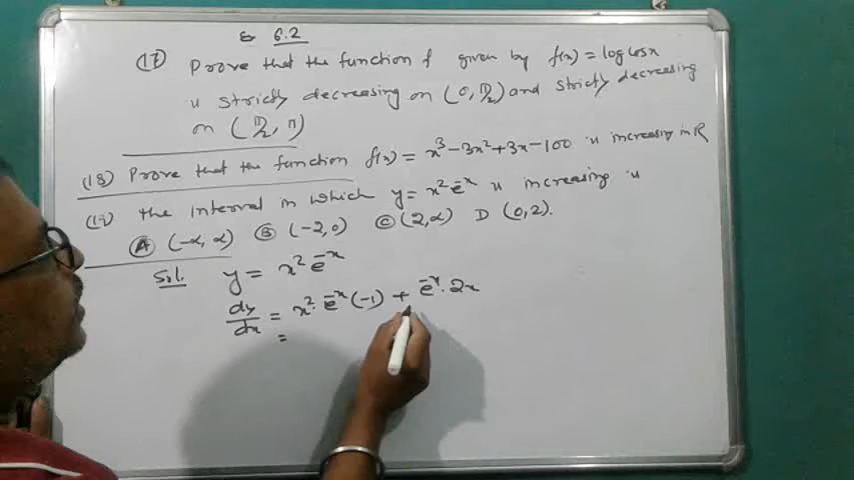 Ex 6.2
(17) Prove that the function f given by f(x) = log cosx
is strictly decreasing on (0, π/2) and strictly decreasing
on (π/2, π)
(18) Prove that the function f(x) = x³ - 3x² + 3x - 100 is increasing in R
(19) The interval in which y = x² e⁻ˣ is increasing is
(A) (-∞, ∞) (B) (-2, 0) (C) (2, ∞) D (0, 2).
Sol. y = x² e⁻ˣ
dy/dx = x². e⁻ˣ (-1) + e⁻ˣ. 2x
=